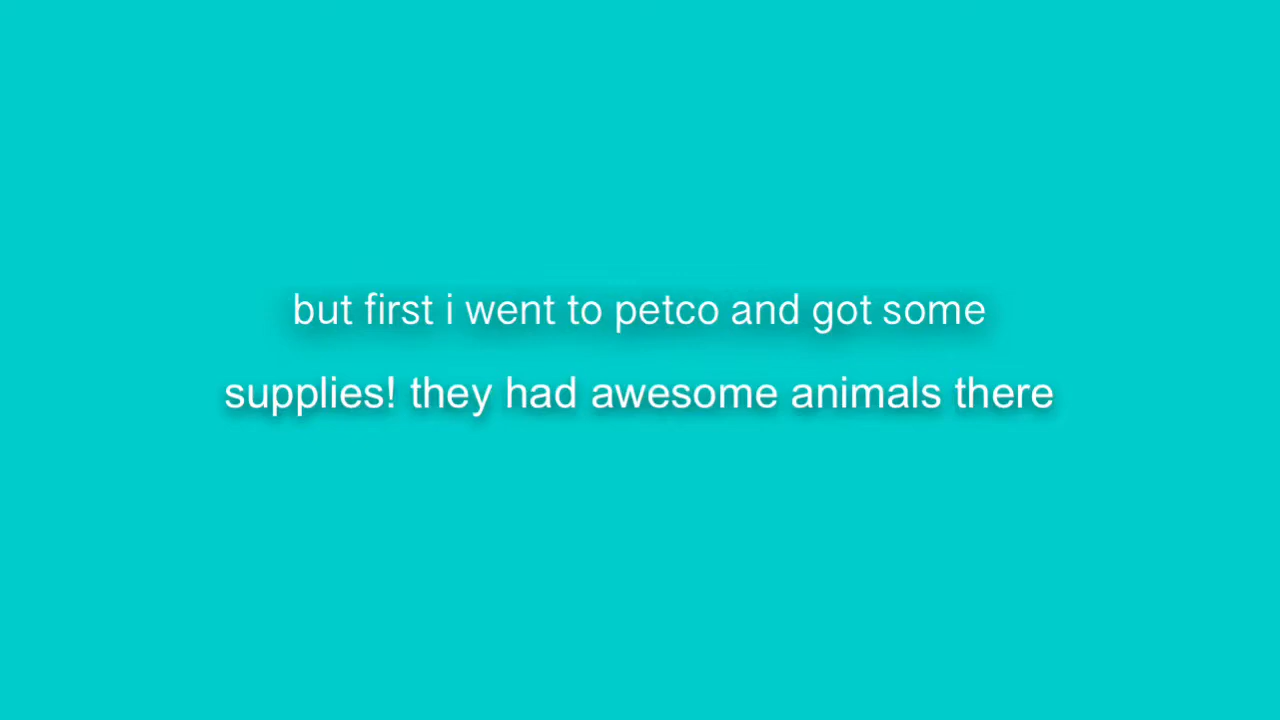 but first i went to petco and got some
supplies! they had awesome animals there